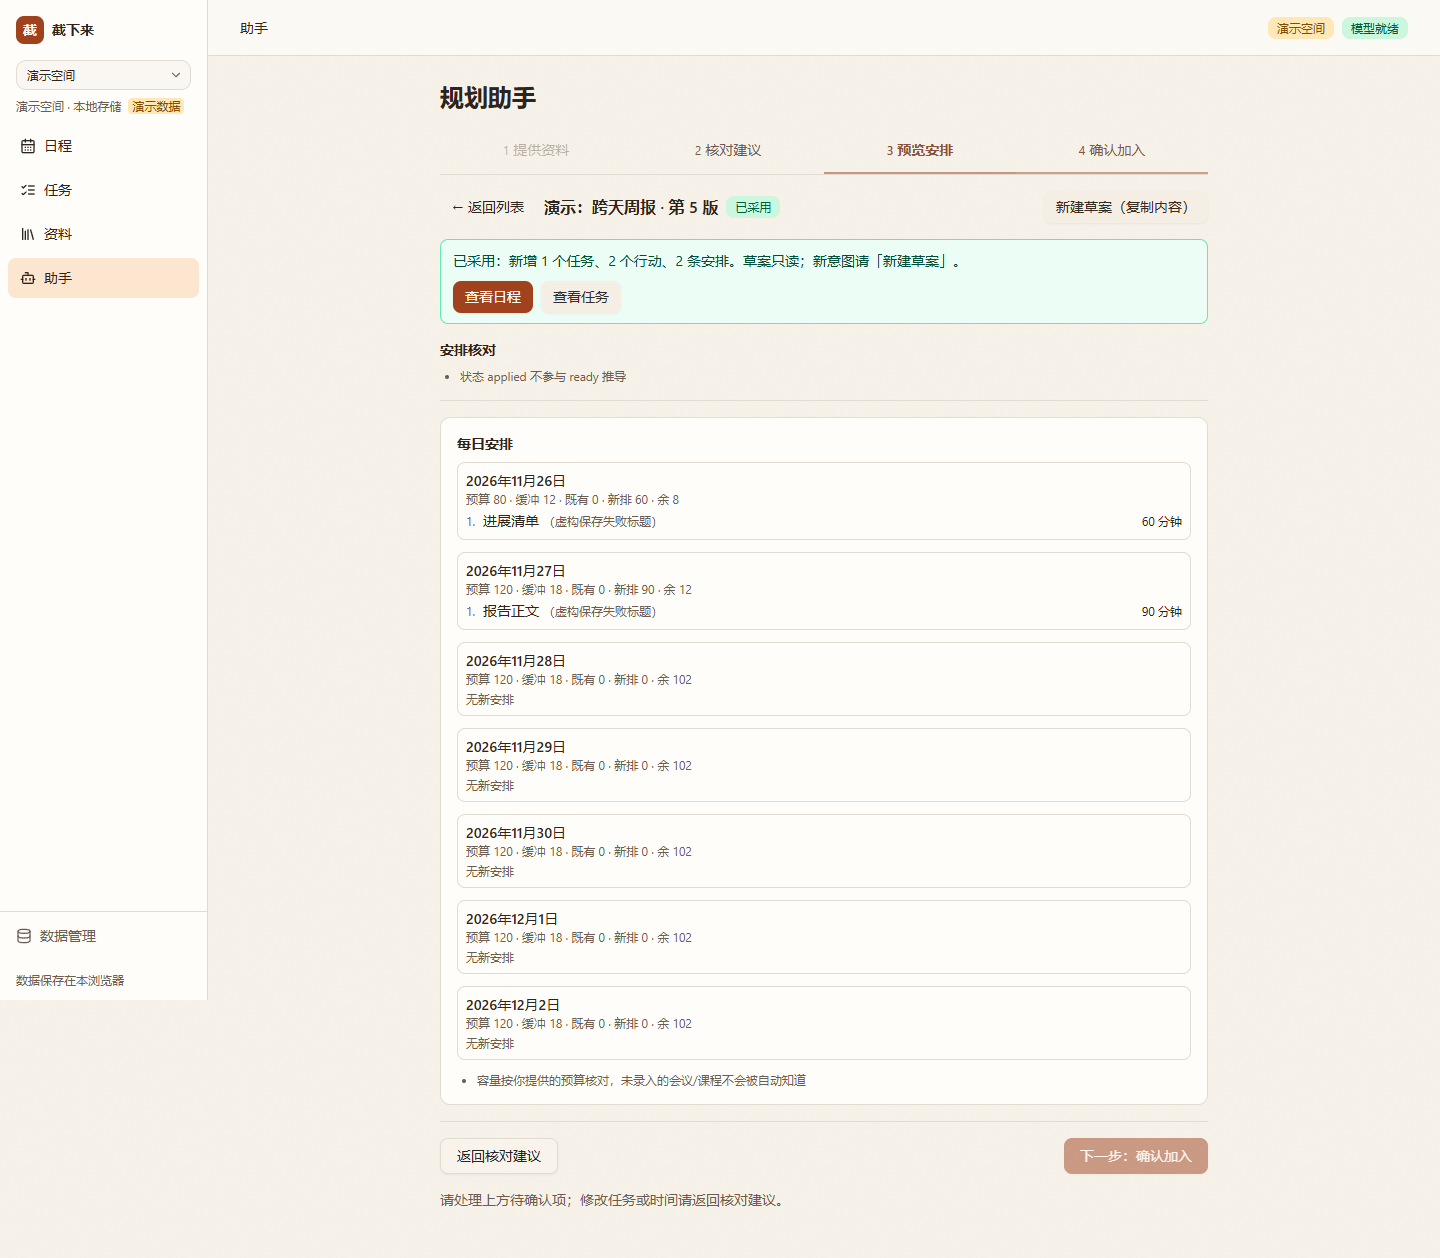 截 截下来
演示空间
演示空间 · 本地存储 演示数据
日程
任务
资料
助手
数据管理
数据保存在本浏览器
助手
演示空间 模型就绪
规划助手
1 提供资料 2 核对建议 3 预览安排 4 确认加入
← 返回列表 演示：跨天周报 · 第 5 版 已采用 新建草案（复制内容）
已采用：新增 1 个任务、2 个行动、2 条安排。草案只读；新意图请「新建草案」。
查看日程 查看任务
安排核对
• 状态 applied 不参与 ready 推导
每日安排
2026年11月26日
预算 80 · 缓冲 12 · 既有 0 · 新排 60 · 余 8
1. 进展清单 （虚构保存失败标题） 60 分钟
2026年11月27日
预算 120 · 缓冲 18 · 既有 0 · 新排 90 · 余 12
1. 报告正文 （虚构保存失败标题） 90 分钟
2026年11月28日
预算 120 · 缓冲 18 · 既有 0 · 新排 0 · 余 102
无新安排
2026年11月29日
预算 120 · 缓冲 18 · 既有 0 · 新排 0 · 余 102
无新安排
2026年11月30日
预算 120 · 缓冲 18 · 既有 0 · 新排 0 · 余 102
无新安排
2026年12月1日
预算 120 · 缓冲 18 · 既有 0 · 新排 0 · 余 102
无新安排
2026年12月2日
预算 120 · 缓冲 18 · 既有 0 · 新排 0 · 余 102
无新安排
• 容量按你提供的预算核对，未录入的会议/课程不会被自动知道
返回核对建议 下一步：确认加入
请处理上方待确认项；修改任务或时间请返回核对建议。